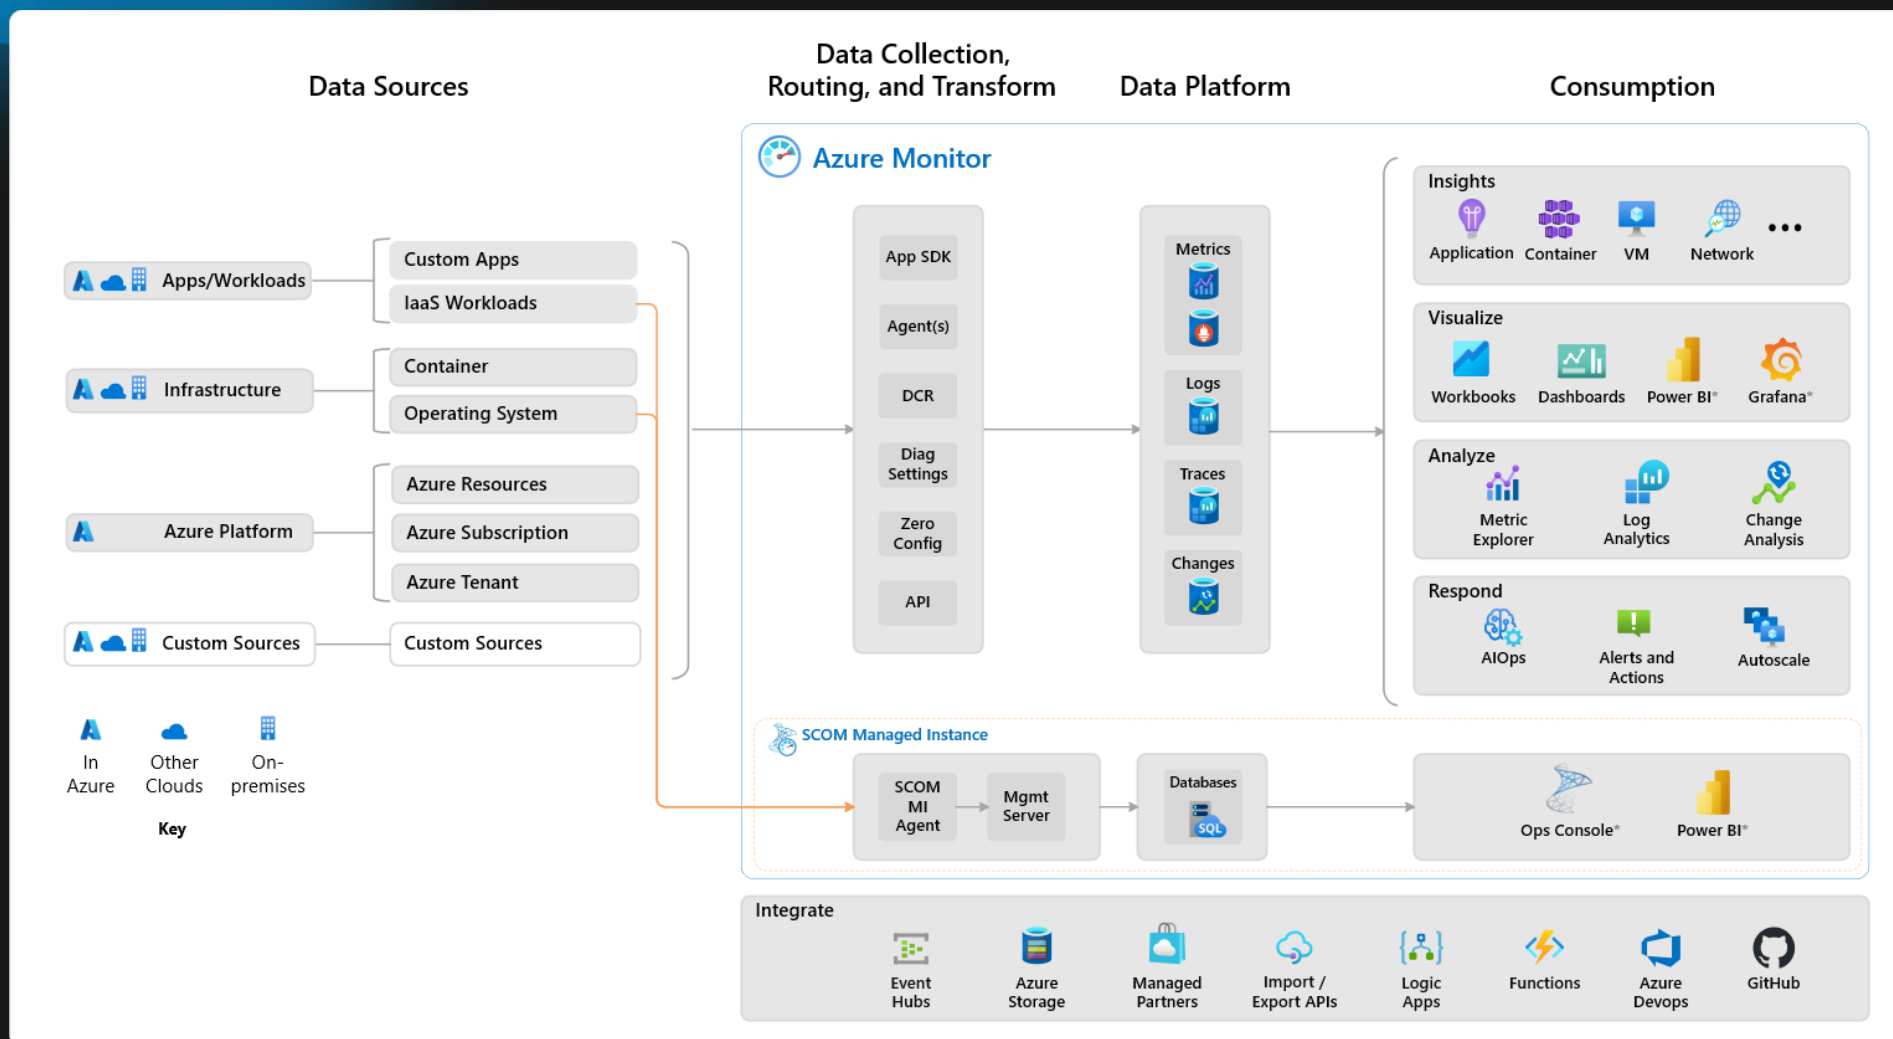 Data Sources
Data Collection,
Routing, and Transform
Data Platform
Consumption
Azure Monitor
Apps/Workloads
Custom Apps
IaaS Workloads
Infrastructure
Container
Operating System
Azure Platform
Azure Resources
Azure Subscription
Azure Tenant
Custom Sources
Custom Sources
In
Azure
Other
Clouds
On-
premises
Key
App SDK
Agent(s)
DCR
Diag
Settings
Zero
Config
API
Metrics
Logs
Traces
Changes
Insights
Application
Container
VM
Network
...
Visualize
Workbooks
Dashboards
Power BI*
Grafana*
Analyze
Metric
Explorer
Log
Analytics
Change
Analysis
Respond
AIOps
Alerts and
Actions
Autoscale
SCOM Managed Instance
SCOM
MI
Agent
Mgmt
Server
Databases
SQL
Ops Console*
Power BI*
Integrate
Event
Hubs
Azure
Storage
Managed
Partners
Import /
Export APIs
Logic
Apps
Functions
Azure
Devops
GitHub